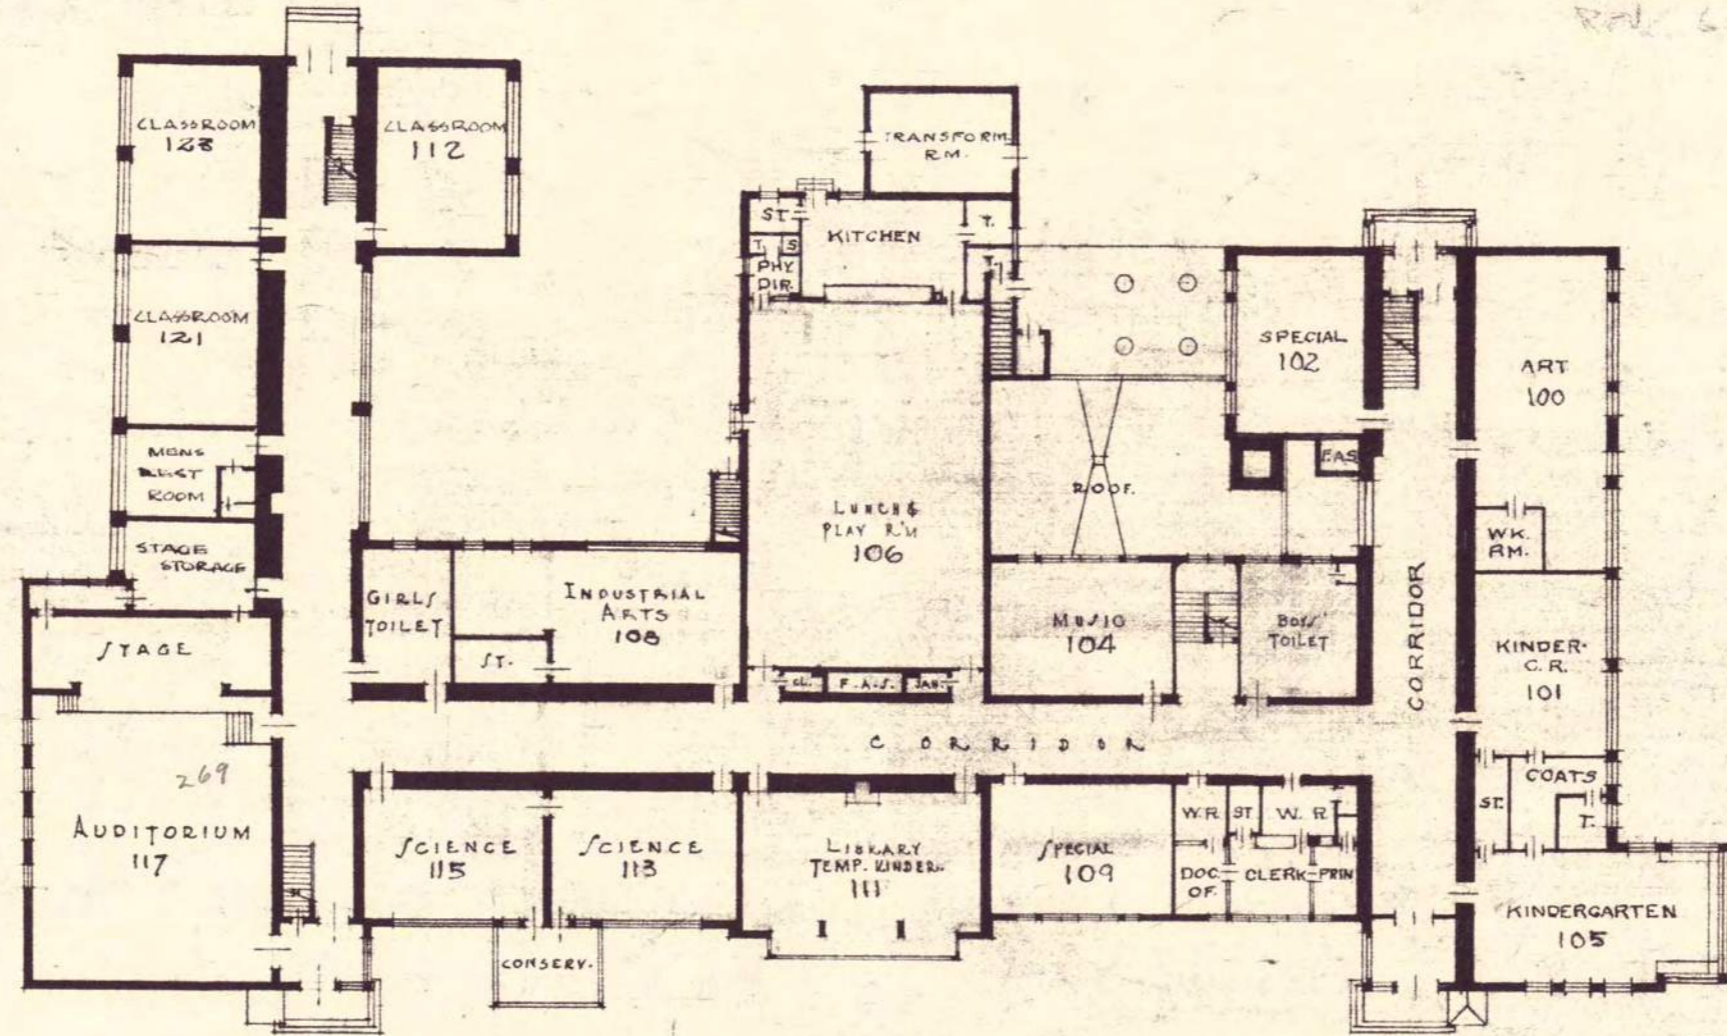 CLASSROOM
123
CLASSROOM
112
TRANSFORM.
RM.
ST.
KITCHEN
T.
T.
S
PHY.
DIR.
T.
CLASSROOM
121
SPECIAL
102
ART
100
MENS
REST
ROOM
F.A.S.
ROOF.
LUNCH &
PLAY R'M
106
WK.
RM.
STAGE
STORAGE
GIRLS
TOILET
INDUSTRIAL
ARTS
108
ST.
MUSIC
104
BOYS
TOILET
CORRIDOR
KINDER.
C.R.
101
STAGE
CL.
F.A.S.
JAN.
CORRIDOR
269
AUDITORIUM
117
SCIENCE
115
SCIENCE
113
LIBRARY
TEMP. KINDER.
111
SPECIAL
109
W.R.
ST
W.R.
DOC.
OF.
CLERK
PRIN
COATS
ST.
T.
KINDERGARTEN
105
CONSERV.